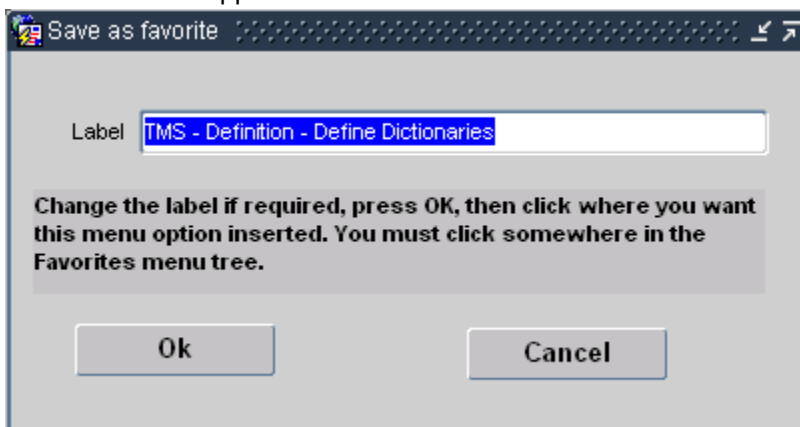 Save as favorite
Label TMS - Definition - Define Dictionaries
Change the label if required, press OK, then click where you want
this menu option inserted. You must click somewhere in the
Favorites menu tree.
Ok Cancel